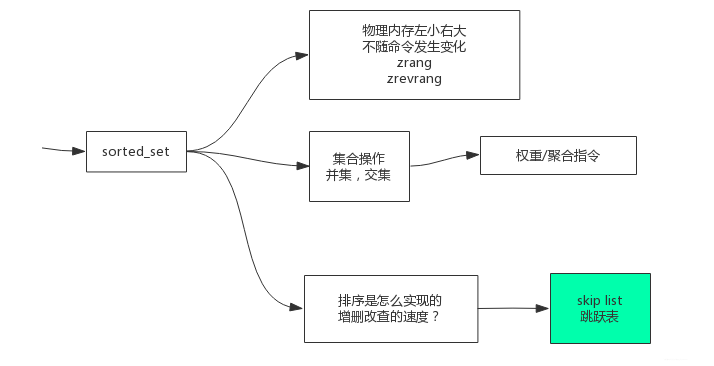 物理内存左小右大
不随命令发生变化
zrang
zrevrang
sorted_set
集合操作
并集，交集
权重/聚合指令
排序是怎么实现的
增删改查的速度？
skip list
跳跃表